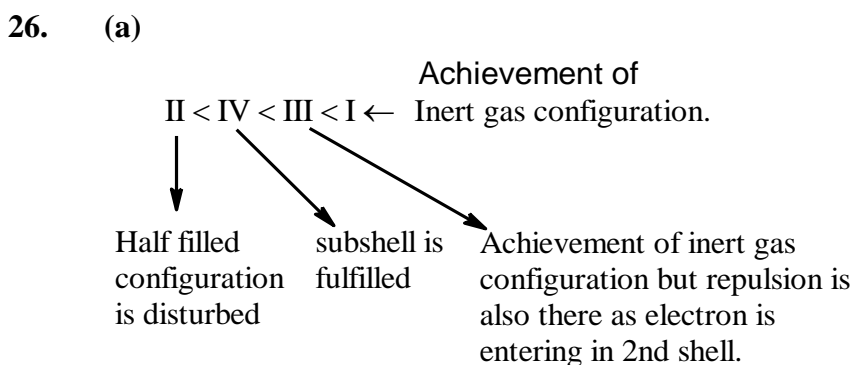 26. (a)
Achievement of
II < IV < III < I ← Inert gas configuration.
Half filled
configuration
is disturbed
subshell is
fulfilled
Achievement of inert gas
configuration but repulsion is
also there as electron is
entering in 2nd shell.